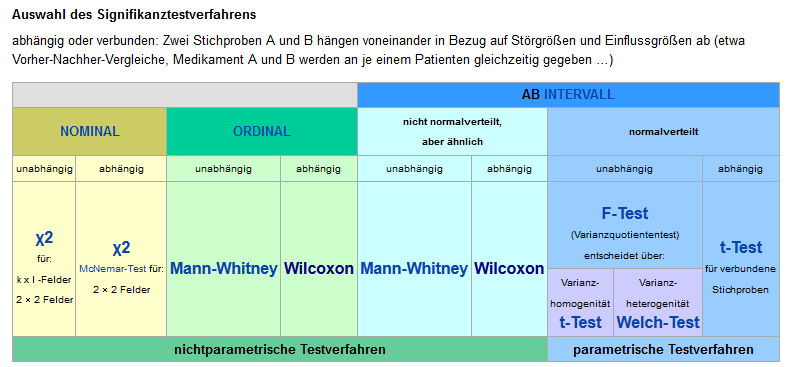 Auswahl des Signifikanztestverfahrens
abhängig oder verbunden: Zwei Stichproben A und B hängen voneinander in Bezug auf Störgrößen und Einflussgrößen ab (etwa
Vorher-Nachher-Vergleiche, Medikament A und B werden an je einem Patienten gleichzeitig gegeben …)
AB INTERVALL
NOMINAL
ORDINAL
nicht normalverteilt,
aber ähnlich
normalverteilt
unabhängig
abhängig
unabhängig
abhängig
unabhängig
abhängig
unabhängig
abhängig
χ2
für:
k x l -Felder
2 × 2 Felder
χ2
McNemar-Test für:
2 × 2 Felder
Mann-Whitney
Wilcoxon
Mann-Whitney
Wilcoxon
F-Test
(Varianzquotiententest)
entscheidet über:
Varianz-
homogenität
t-Test
Varianz-
heterogenität
Welch-Test
t-Test
für verbundene
Stichproben
nichtparametrische Testverfahren
parametrische Testverfahren